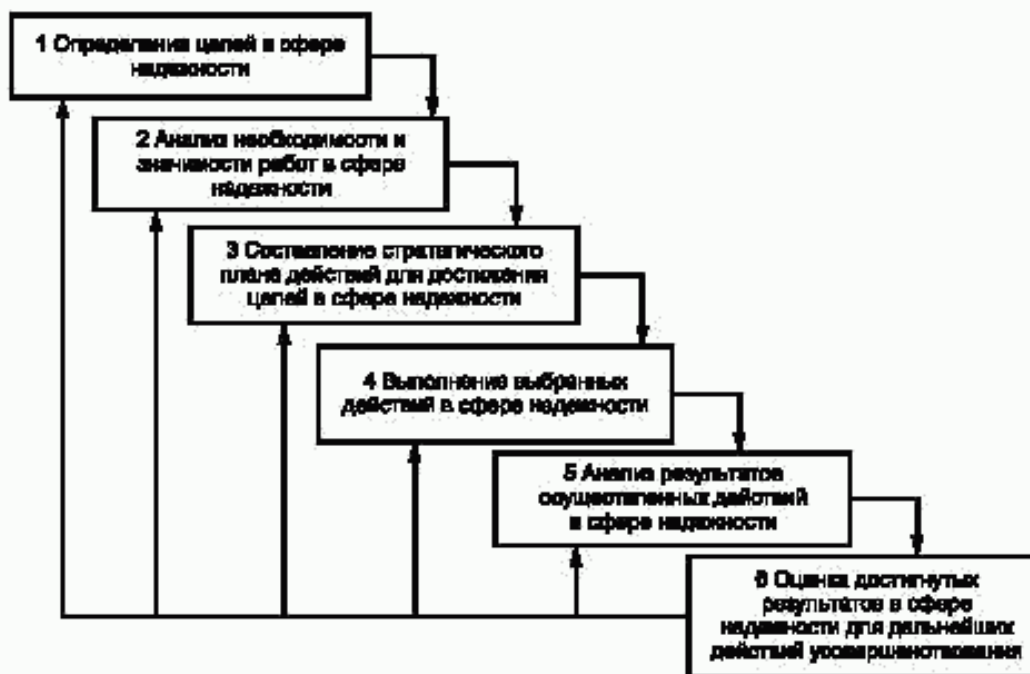 1 Определения целей в сфере
надежности
2 Анализ необходимости и
значимости работ в сфере
надежности
3 Составление стратегического
плана действий для достижения
целей в сфере надежности
4 Выполнение выбранных
действий в сфере надежности
5 Анализ результатов
осуществленных действий
в сфере надежности
6 Оценка достигнутых
результатов в сфере
надежности для дальнейших
действий усовершенствования